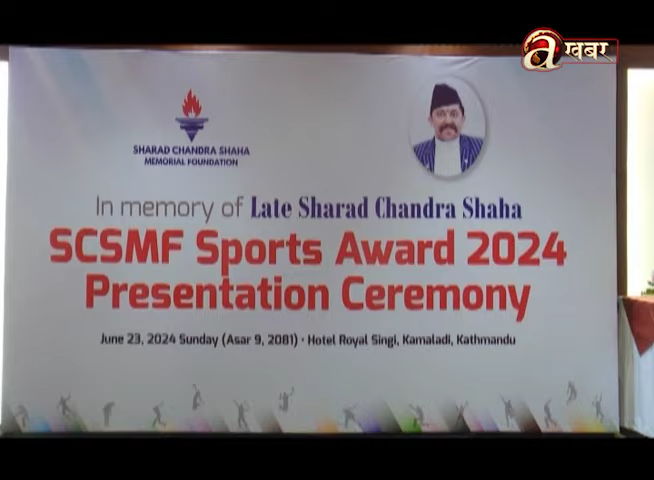 a खबर
SHARAD CHANDRA SHAHA
MEMORIAL FOUNDATION
In memory of Late Sharad Chandra Shaha
SCSMF Sports Award 2024
Presentation Ceremony
June 23, 2024 Sunday (Asar 9, 2081) • Hotel Royal Singi, Kamaladi, Kathmandu